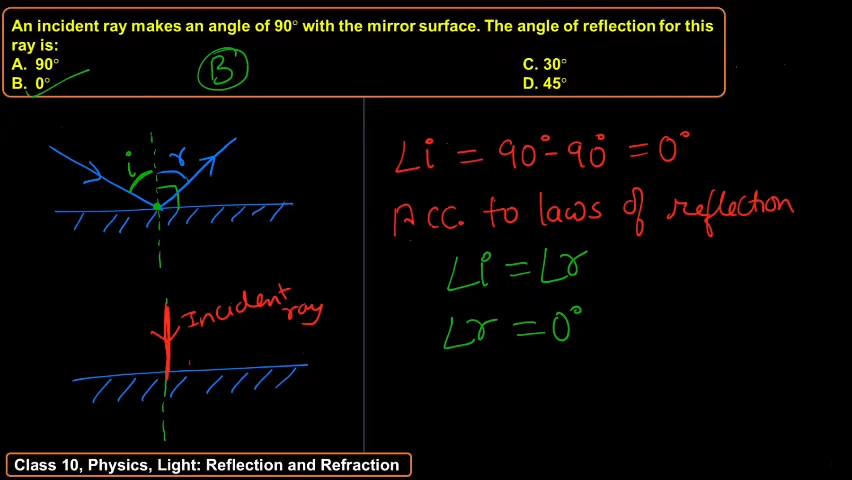 An incident ray makes an angle of 90° with the mirror surface. The angle of reflection for this
ray is:
A. 90°
B. 0°
C. 30°
D. 45°
B
i
r
∠i = 90° - 90° = 0°
Acc. to laws of reflection
∠i = ∠r
∠r = 0°
Incident
ray
Class 10, Physics, Light: Reflection and Refraction